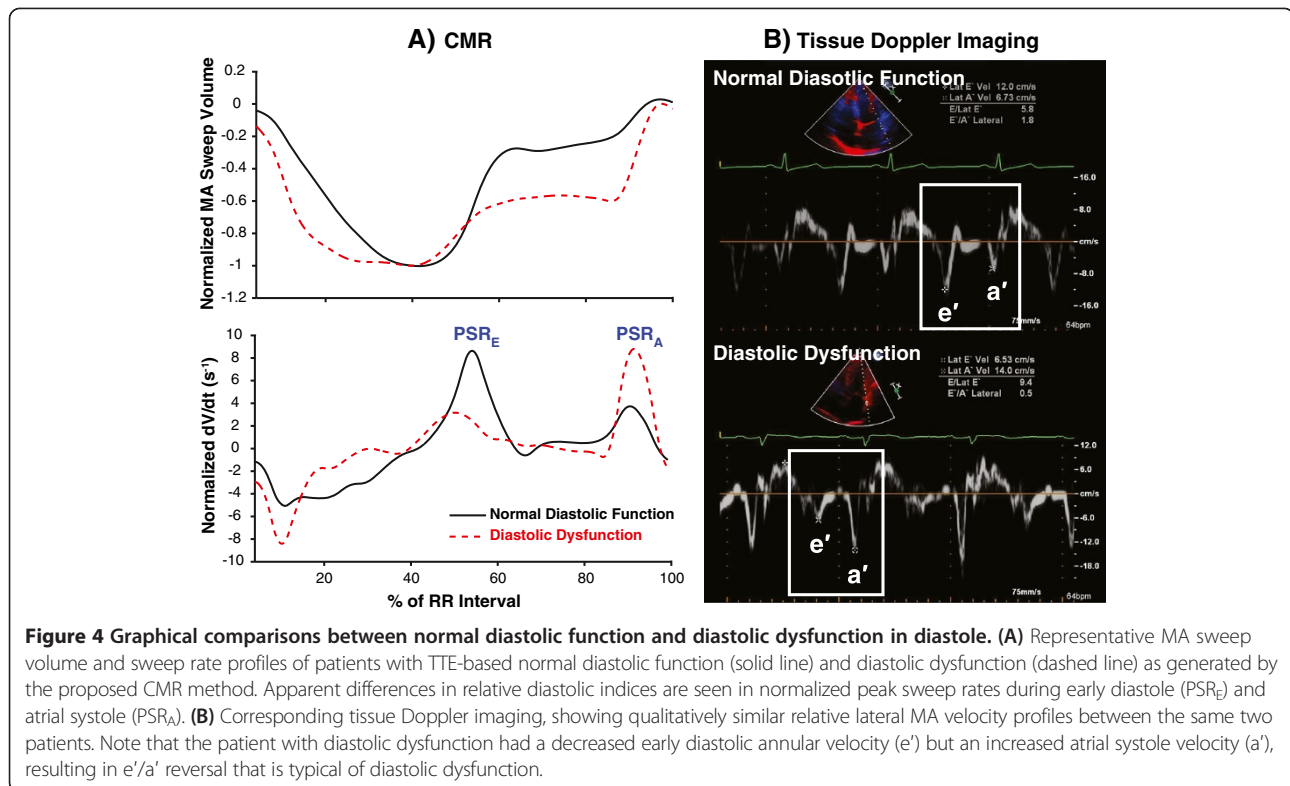 A) CMR
0.2
0
-0.2
-0.4
-0.6
-0.8
-1
-1.2
Normalized MA Sweep Volume
10
8
6
4
2
0
-2
-4
-6
-8
-10
Normalized dV/dt (s⁻¹)
PSR_E
PSR_A
Normal Diastolic Function
Diastolic Dysfunction
20
40
60
80
100
% of RR Interval
B) Tissue Doppler Imaging
Normal Diasotlic Function
Lat E' Vel 12.0 cm/s
Lat A' Vel 6.73 cm/s
E/Lat E' 5.8
E'/A' Lateral 1.8
16.0
8.0
cm/s
-8.0
-16.0
e′
a′
75mm/s
64bpm
Diastolic Dysfunction
Lat E' Vel 6.53 cm/s
Lat A' Vel 14.0 cm/s
E/Lat E' 9.4
E'/A' Lateral 0.5
12.0
6.0
cm/s
-6.0
-12.0
-18.0
e′
a′
75mm/s
64bpm
Figure 4 Graphical comparisons between normal diastolic function and diastolic dysfunction in diastole. (A) Representative MA sweep
volume and sweep rate profiles of patients with TTE-based normal diastolic function (solid line) and diastolic dysfunction (dashed line) as generated by
the proposed CMR method. Apparent differences in relative diastolic indices are seen in normalized peak sweep rates during early diastole (PSR_E) and
atrial systole (PSR_A). (B) Corresponding tissue Doppler imaging, showing qualitatively similar relative lateral MA velocity profiles between the same two
patients. Note that the patient with diastolic dysfunction had a decreased early diastolic annular velocity (e′) but an increased atrial systole velocity (a′),
resulting in e′/a′ reversal that is typical of diastolic dysfunction.